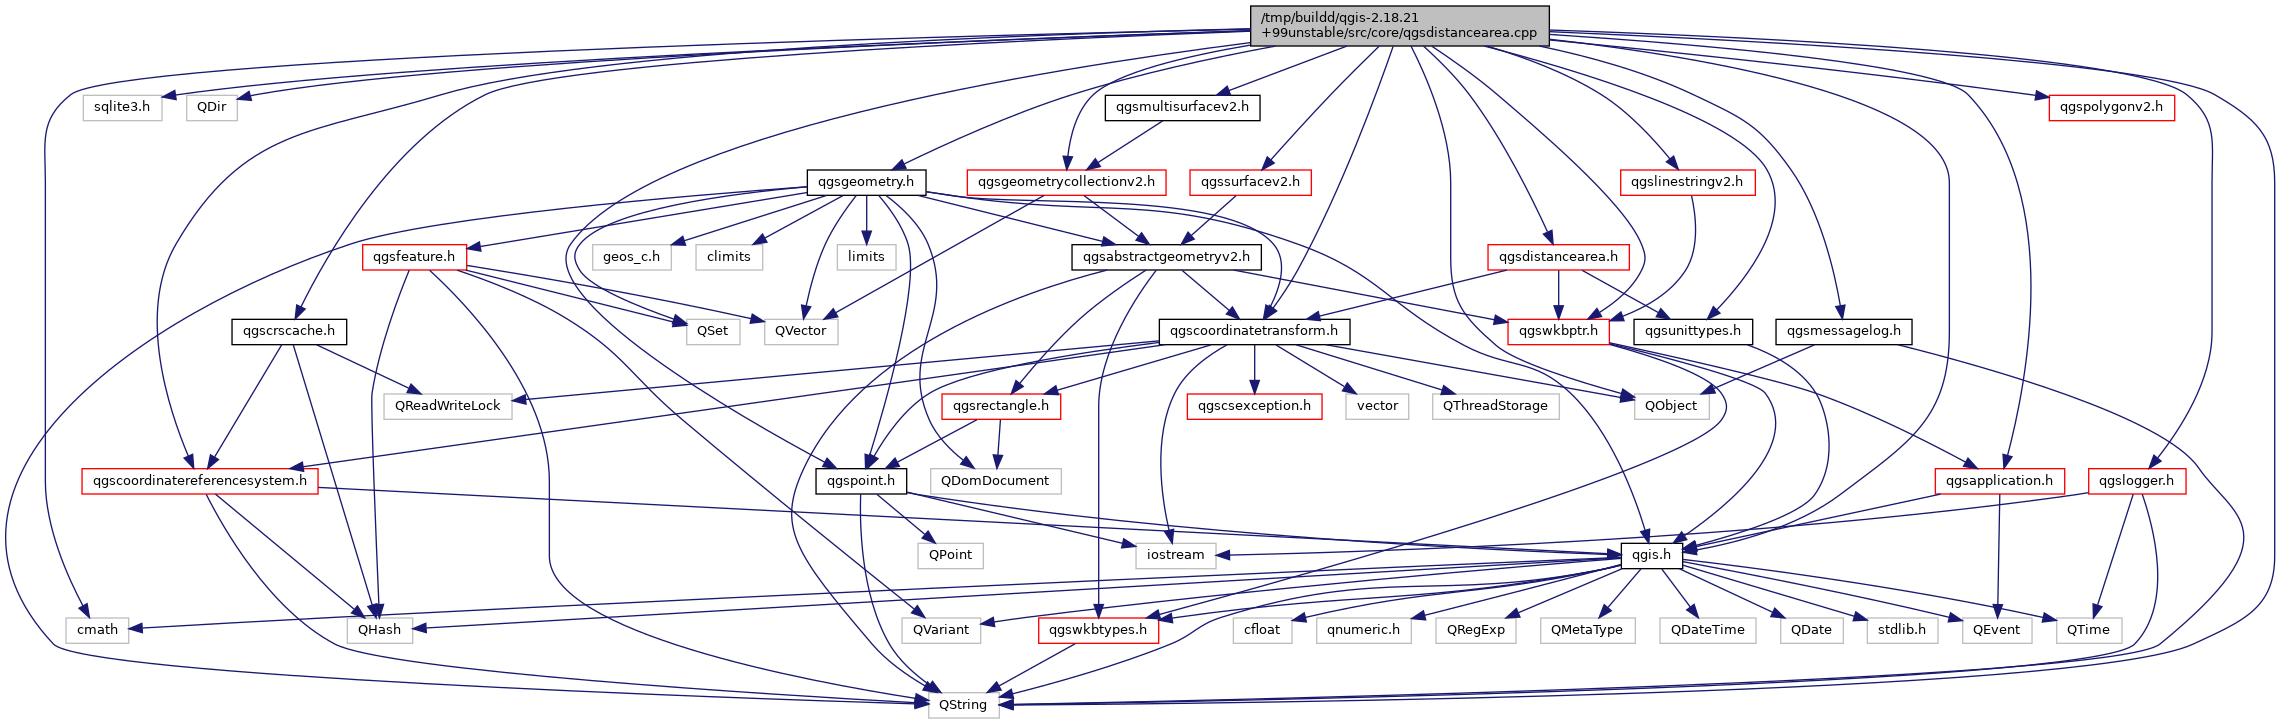 /tmp/buildd/qgis-2.18.21
+99unstable/src/core/qgsdistancearea.cpp
sqlite3.h
QDir
qgsmultisurfacev2.h
qgspolygonv2.h
qgsgeometry.h
qgsgeometrycollectionv2.h
qgssurfacev2.h
qgslinestringv2.h
qgsfeature.h
geos_c.h
climits
limits
qgsabstractgeometryv2.h
qgsdistancearea.h
qgscrscache.h
QSet
QVector
qgscoordinatetransform.h
qgswkbptr.h
qgsunittypes.h
qgsmessagelog.h
QReadWriteLock
qgsrectangle.h
qgscsexception.h
vector
QThreadStorage
QObject
qgscoordinatereferencesystem.h
qgspoint.h
QDomDocument
qgsapplication.h
qgslogger.h
QPoint
iostream
qgis.h
cmath
QHash
QVariant
qgswkbtypes.h
cfloat
qnumeric.h
QRegExp
QMetaType
QDateTime
QDate
stdlib.h
QEvent
QTime
QString